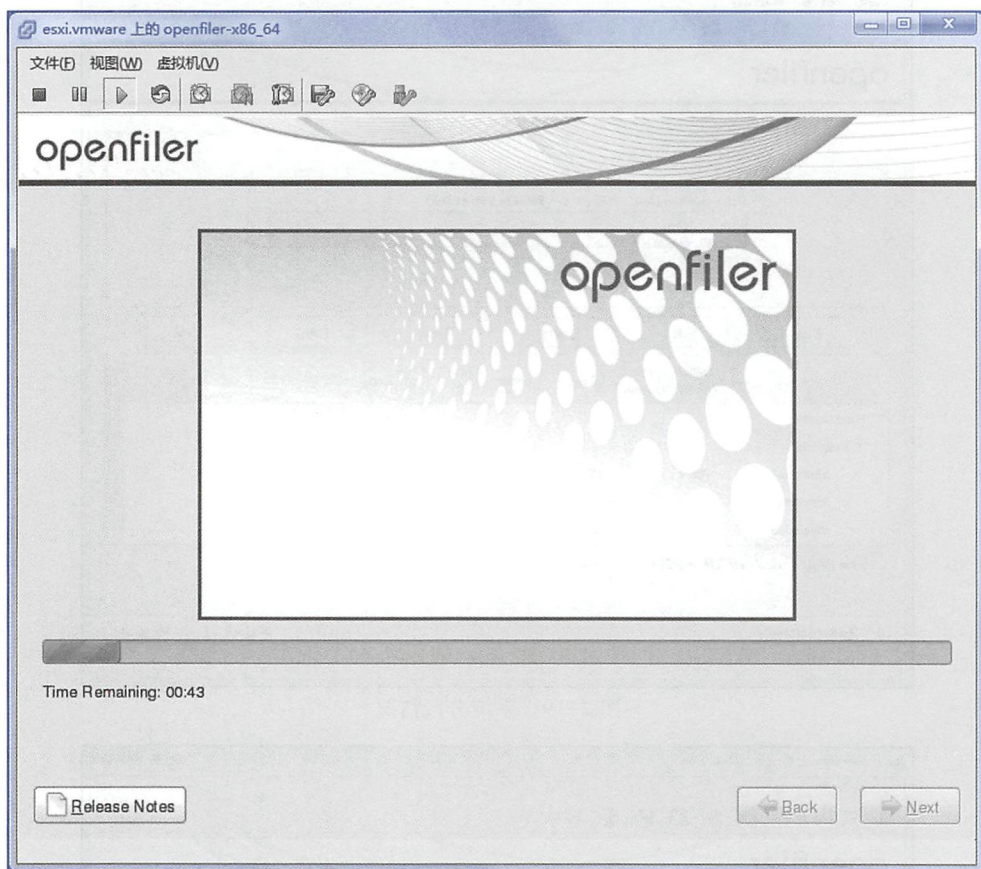 esxi.vmware 上的 openfiler-x86_64
文件(F) 视图(W) 虚拟机(V)
openfiler
openfiler
Time Remaining: 00:43
Release Notes
Back
Next